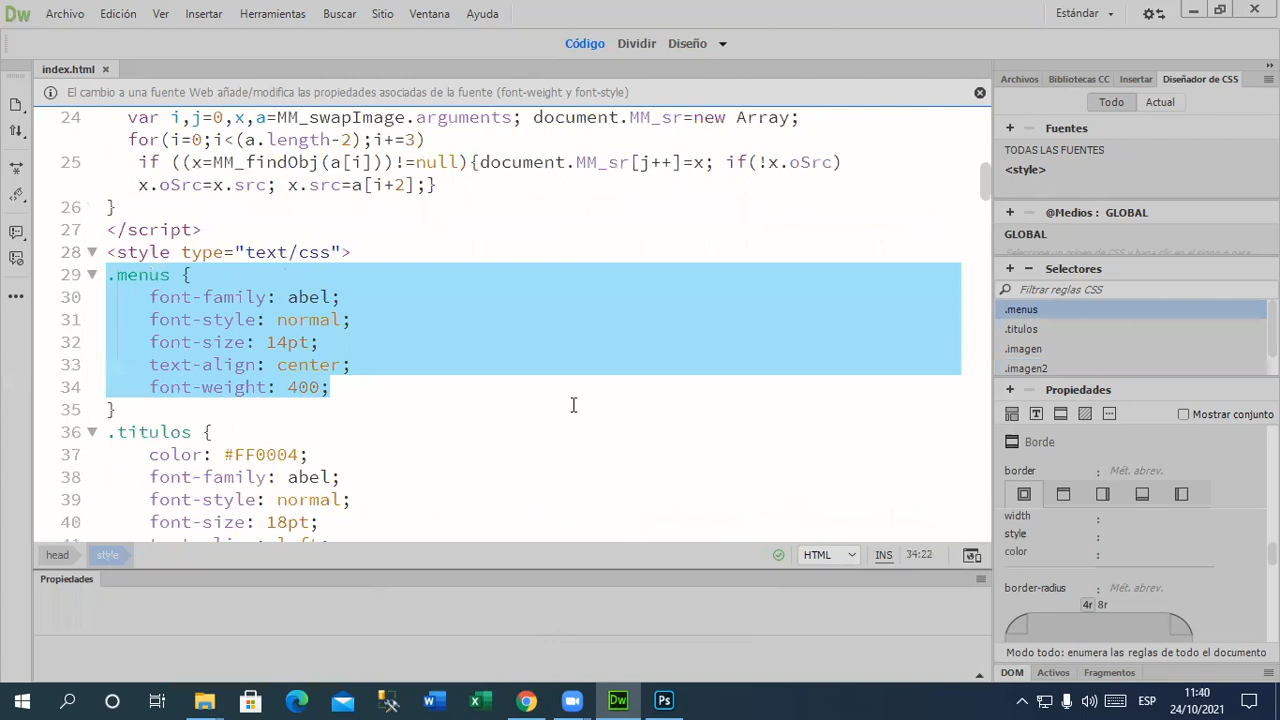 Dw Archivo Edición Ver Insertar Herramientas Buscar Sitio Ventana Ayuda Estándar
Código Dividir Diseño
index.html ×
El cambio a una fuente Web añade/modifica las propiedades asociadas de la fuente (font-weight y font-style)
24 var i,j=0,x,a=MM_swapImage.arguments; document.MM_sr=new Array;
for(i=0;i<(a.length-2);i+=3)
25 if ((x=MM_findObj(a[i]))!=null){document.MM_sr[j++]=x; if(!x.oSrc)
x.oSrc=x.src; x.src=a[i+2];}
26 }
27 </script>
28 <style type="text/css">
29 .menus {
30 font-family: abel;
31 font-style: normal;
32 font-size: 14pt;
33 text-align: center;
34 font-weight: 400;
35 }
36 .titulos {
37 color: #FF0004;
38 font-family: abel;
39 font-style: normal;
40 font-size: 18pt;
head style HTML INS 34:22
Propiedades
Archivos Bibliotecas CC Insertar Diseñador de CSS
Todo Actual
+ − Fuentes
TODAS LAS FUENTES
<style>
+ @Medios : GLOBAL
GLOBAL
+ − Selectores
Filtrar reglas CSS
.menus
.titulos
.imagen
.imagen2
+ Propiedades
Mostrar conjunto
Borde
border : Mét. abrev.
width :
style :
color :
border-radius : Mét. abrev.
4r 8r
Modo todo: enumera las reglas de todo el documento
DOM Activos Fragmentos
Dw Ps ESP 11:40
24/10/2021